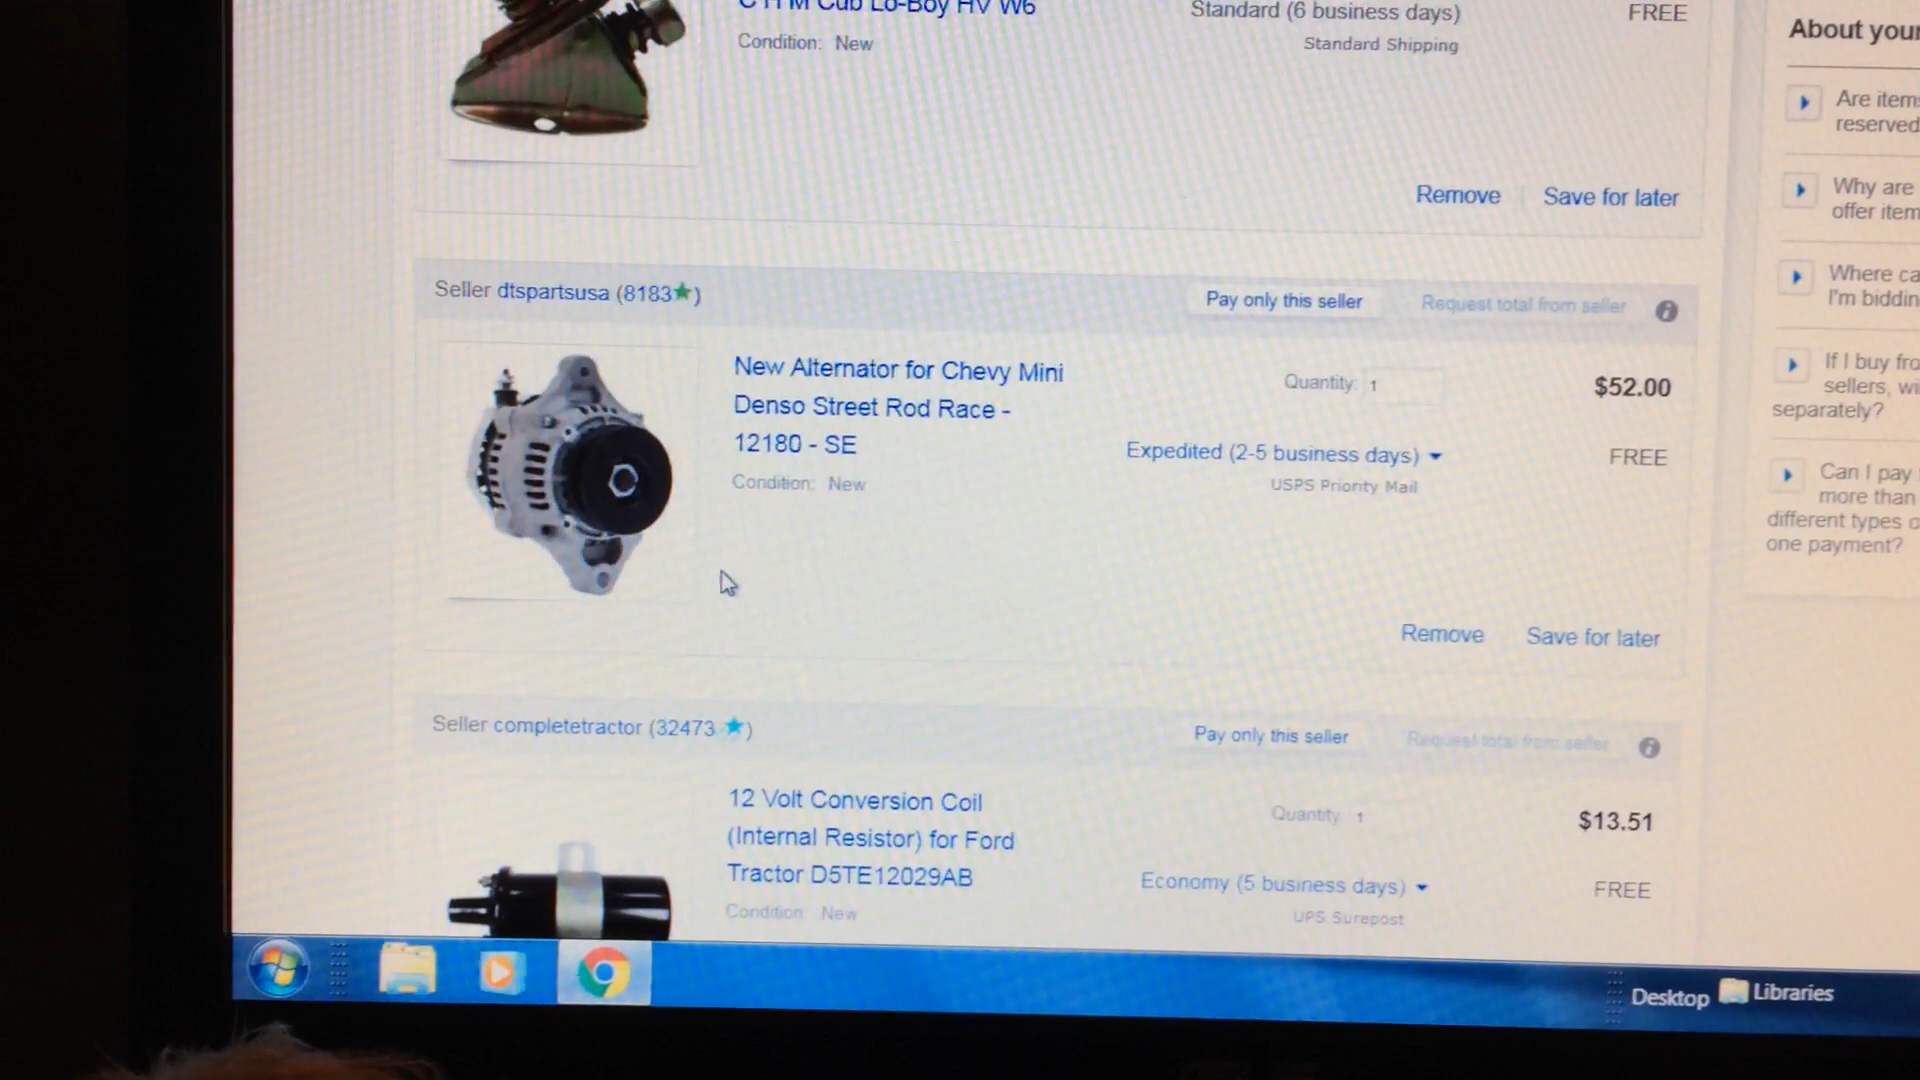 C H M Cub Lo-Boy HV W6
Standard (6 business days)
FREE
Condition: New
Standard Shipping
Remove
Save for later
Seller dtspartsusa (8183★)
Pay only this seller
Request total from seller
New Alternator for Chevy Mini
Denso Street Rod Race -
12180 - SE
Condition: New
Quantity: 1
$52.00
Expedited (2-5 business days)
FREE
USPS Priority Mail
Remove
Save for later
Seller completetractor (32473★)
Pay only this seller
Request total from seller
12 Volt Conversion Coil
(Internal Resistor) for Ford
Tractor D5TE12029AB
Condition: New
Quantity: 1
$13.51
Economy (5 business days)
FREE
UPS Surepost
About your
Are items
reserved
Why are
offer item
Where ca
I'm biddin
If I buy fro
sellers, wi
separately?
Can I pay
more than
different types o
one payment?
Desktop
Libraries